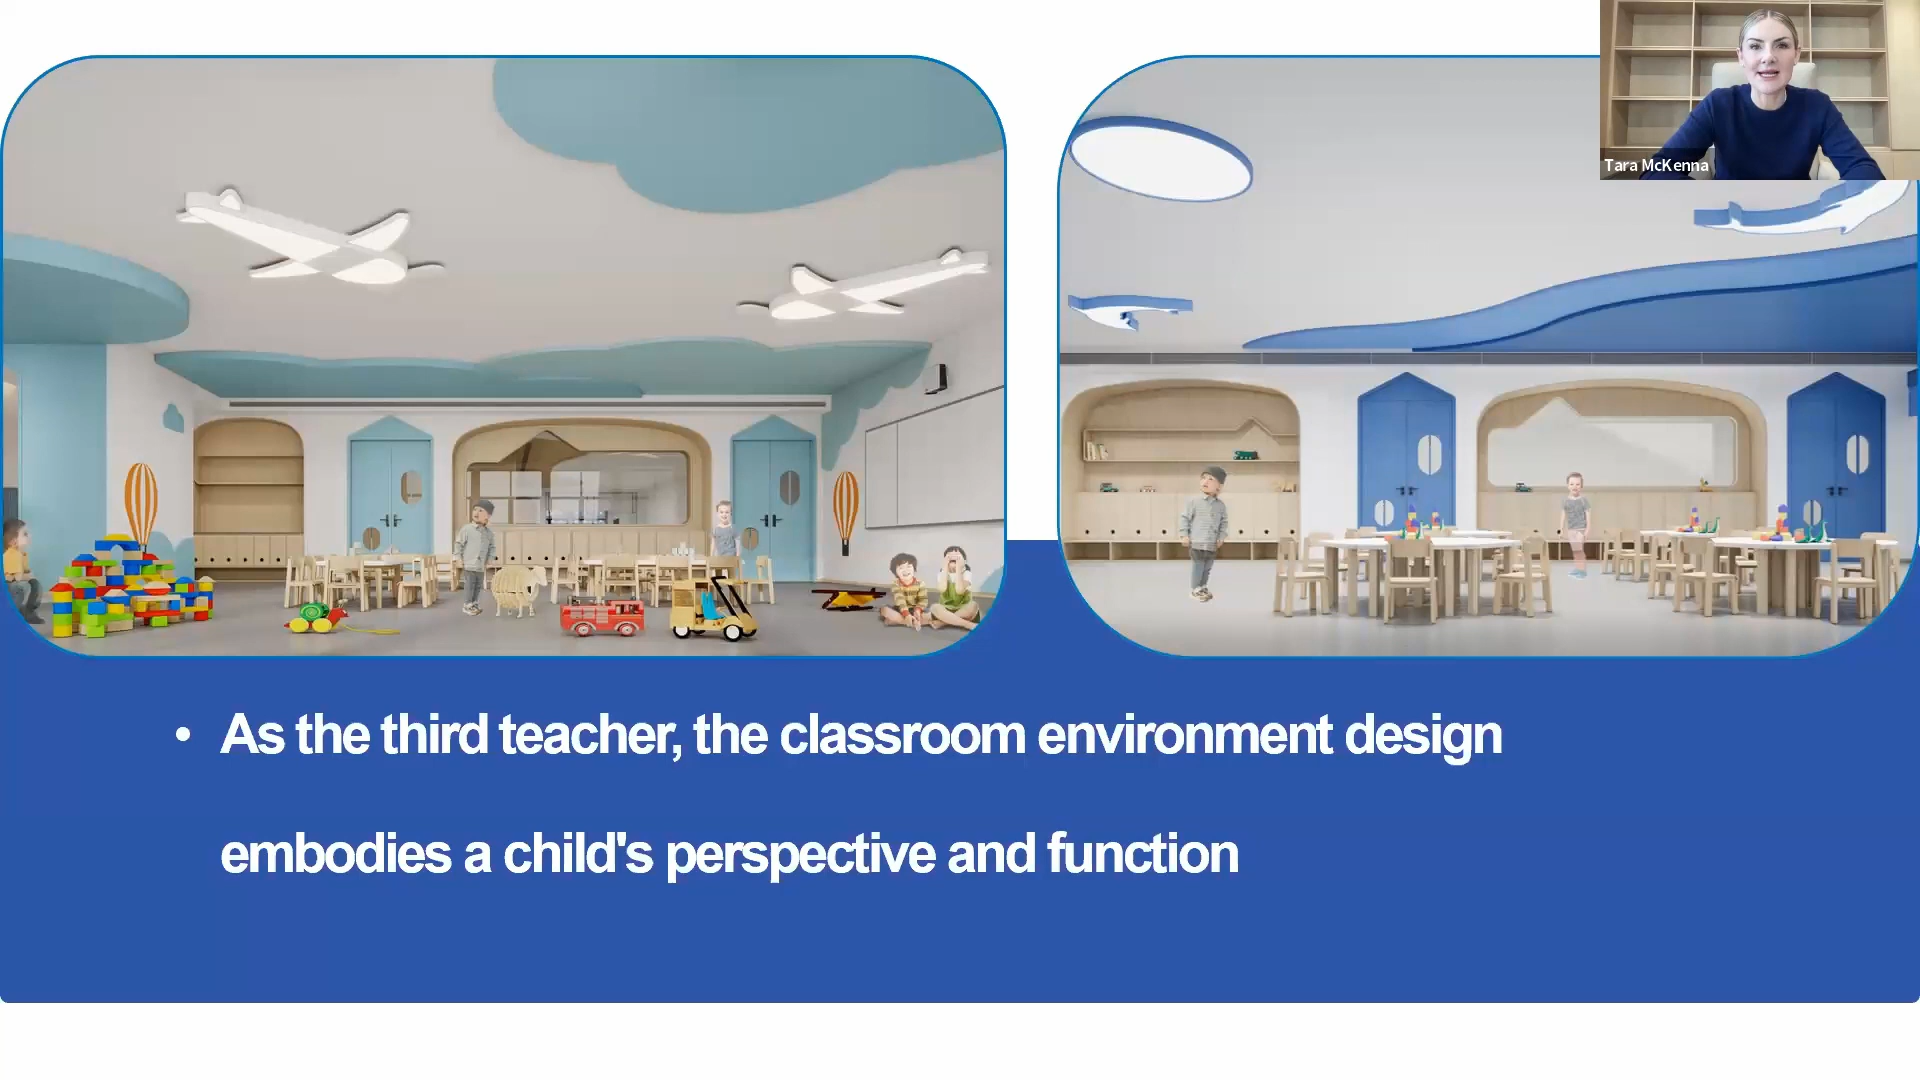 Tara McKenna
• As the third teacher, the classroom environment design
embodies a child's perspective and function